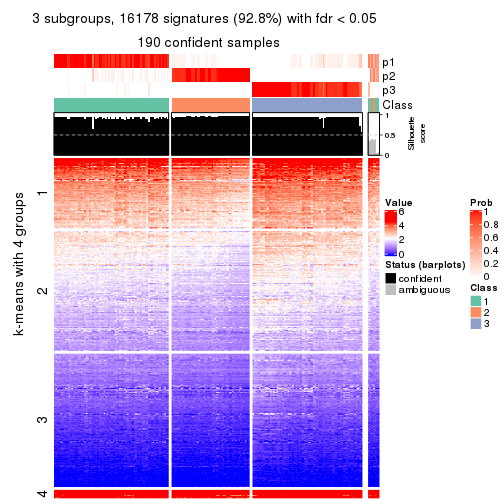 3 subgroups, 16178 signatures (92.8%) with fdr < 0.05
190 confident samples
p1
p2
p3
Class
1
0.5
0
Silhouette
score
k-means with 4 groups
1
2
3
4
Value
6
4
2
0
Status (barplots)
confident
ambiguous
Prob
1
0.8
0.6
0.4
0.2
0
Class
1
2
3